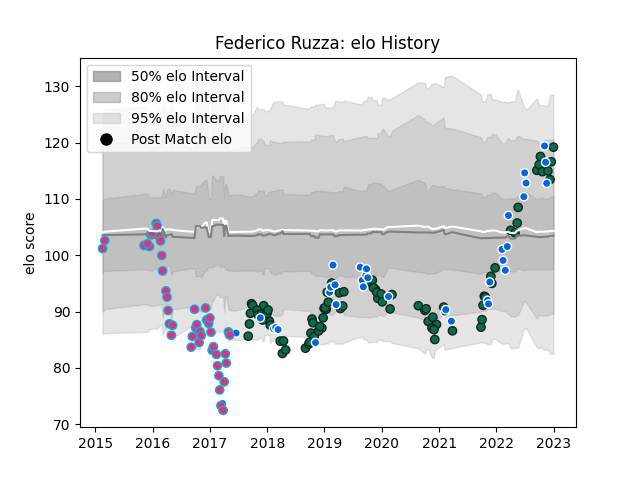 Federico Ruzza: elo History
50% elo Interval
80% elo Interval
95% elo Interval
Post Match elo
elo score
130
120
110
100
90
80
70
2015 2016 2017 2018 2019 2020 2021 2022 2023